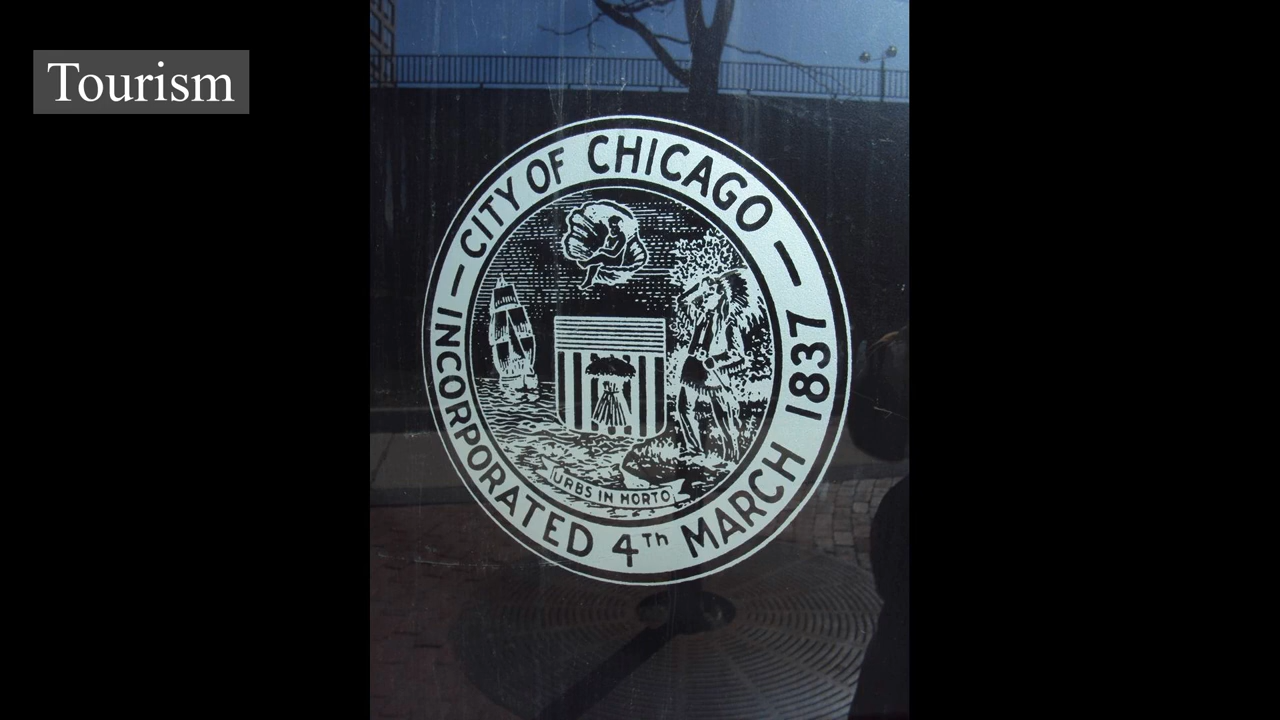 Tourism
CITY OF CHICAGO
INCORPORATED 4Th MARCH 1837
URBS IN HORTO